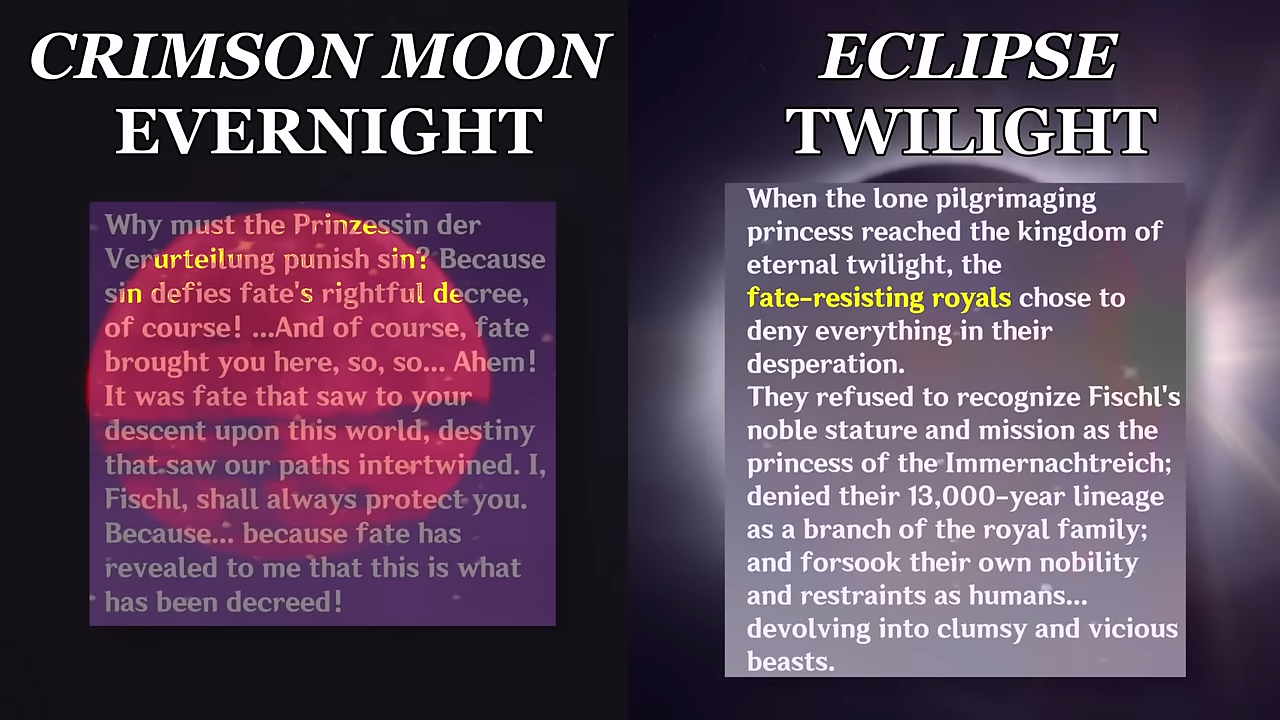 CRIMSON MOON
EVERNIGHT
Why must the Prinzessin der
Verurteilung punish sin? Because
sin defies fate's rightful decree,
of course! ...And of course, fate
brought you here, so, so... Ahem!
It was fate that saw to your
descent upon this world, destiny
that saw our paths intertwined. I,
Fischl, shall always protect you.
Because... because fate has
revealed to me that this is what
has been decreed!
ECLIPSE
TWILIGHT
When the lone pilgrimaging
princess reached the kingdom of
eternal twilight, the
fate-resisting royals chose to
deny everything in their
desperation.
They refused to recognize Fischl's
noble stature and mission as the
princess of the Immernachtreich;
denied their 13,000-year lineage
as a branch of the royal family;
and forsook their own nobility
and restraints as humans...
devolving into clumsy and vicious
beasts.